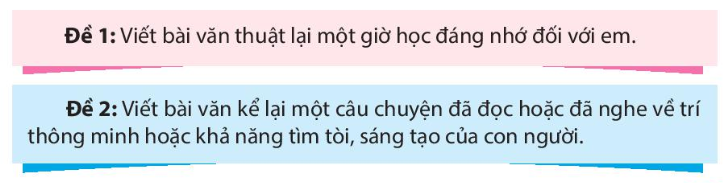 Đề 1: Viết bài văn thuật lại một giờ học đáng nhớ đối với em.
Đề 2: Viết bài văn kể lại một câu chuyện đã đọc hoặc đã nghe về trí
thông minh hoặc khả năng tìm tòi, sáng tạo của con người.